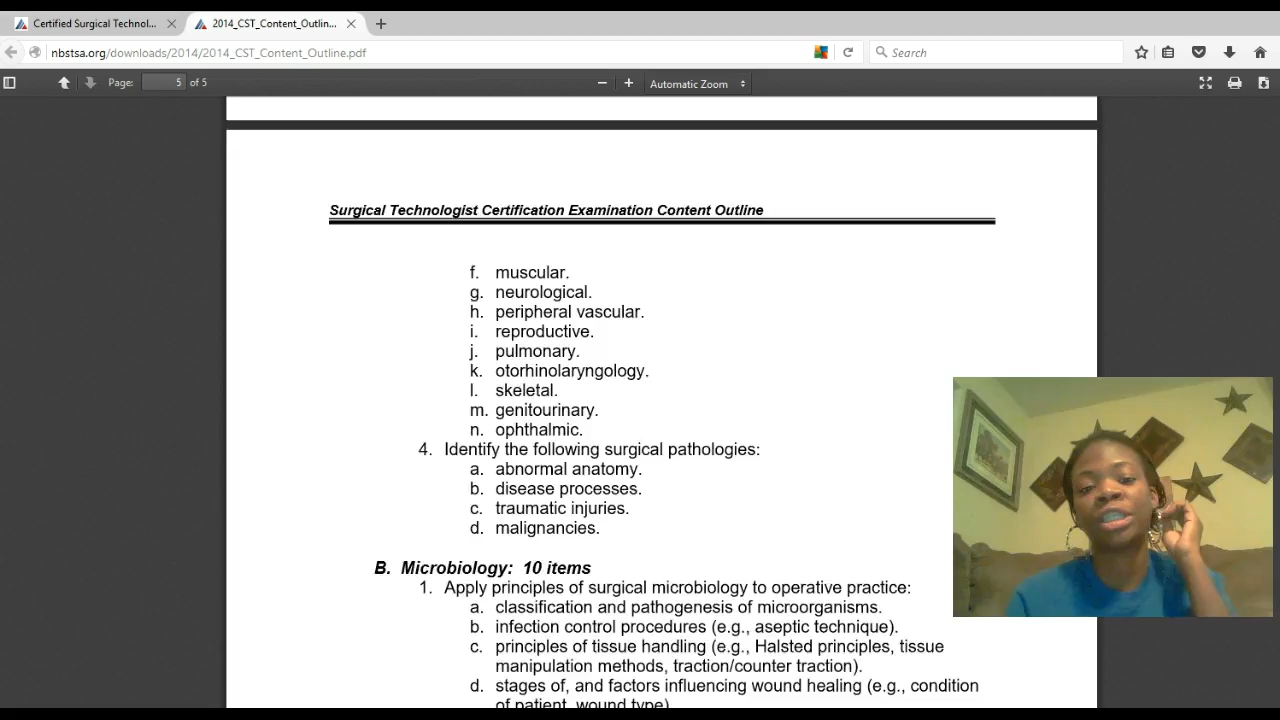 Certified Surgical Technol...
2014_CST_Content_Outlin...
nbstsa.org/downloads/2014/2014_CST_Content_Outline.pdf
Search
Page: 5 of 5
Automatic Zoom
Surgical Technologist Certification Examination Content Outline
f. muscular.
g. neurological.
h. peripheral vascular.
i. reproductive.
j. pulmonary.
k. otorhinolaryngology.
l. skeletal.
m. genitourinary.
n. ophthalmic.
4. Identify the following surgical pathologies:
a. abnormal anatomy.
b. disease processes.
c. traumatic injuries.
d. malignancies.
B. Microbiology: 10 items
1. Apply principles of surgical microbiology to operative practice:
a. classification and pathogenesis of microorganisms.
b. infection control procedures (e.g., aseptic technique).
c. principles of tissue handling (e.g., Halsted principles, tissue
manipulation methods, traction/counter traction).
d. stages of, and factors influencing wound healing (e.g., condition
of patient, wound type)